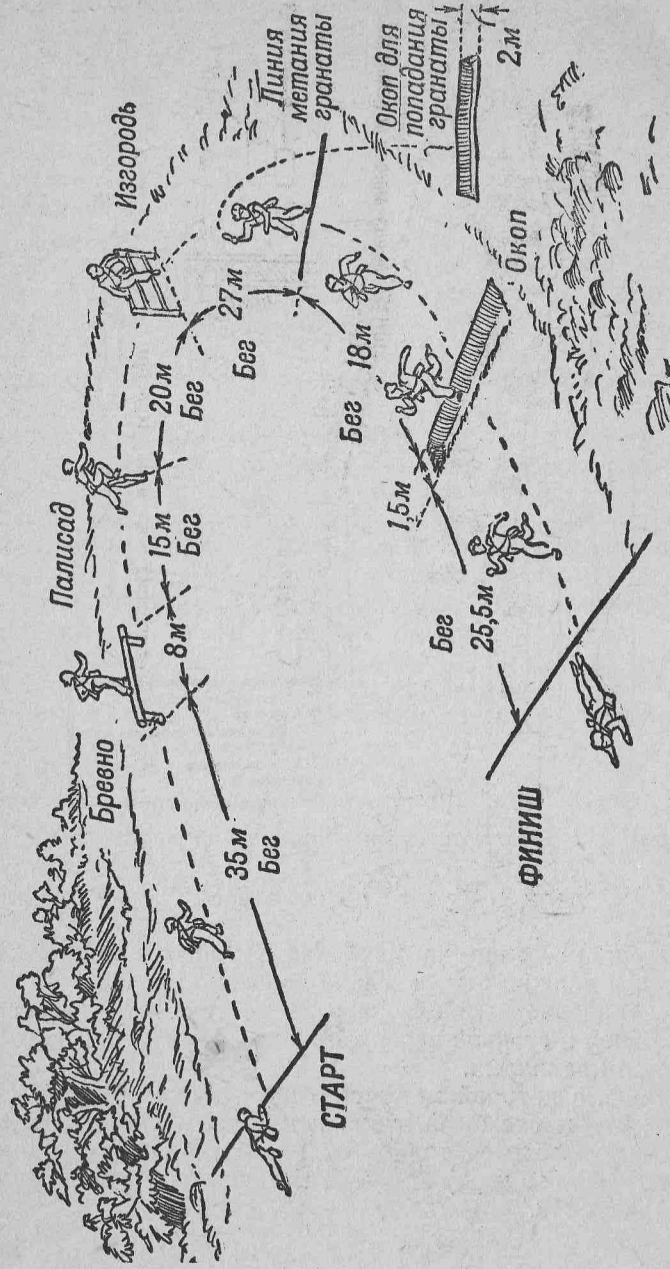 СТАРТ
35м
Бег
Бревно
8м
Палисад
15м
Бег
20м
Бег
Изгородь
27м
Бег
Линия
метания
гранаты
Окоп для
попадания
гранаты
2м
18м
Бег
Окоп
1,5м
Бег
25,5м
ФИНИШ